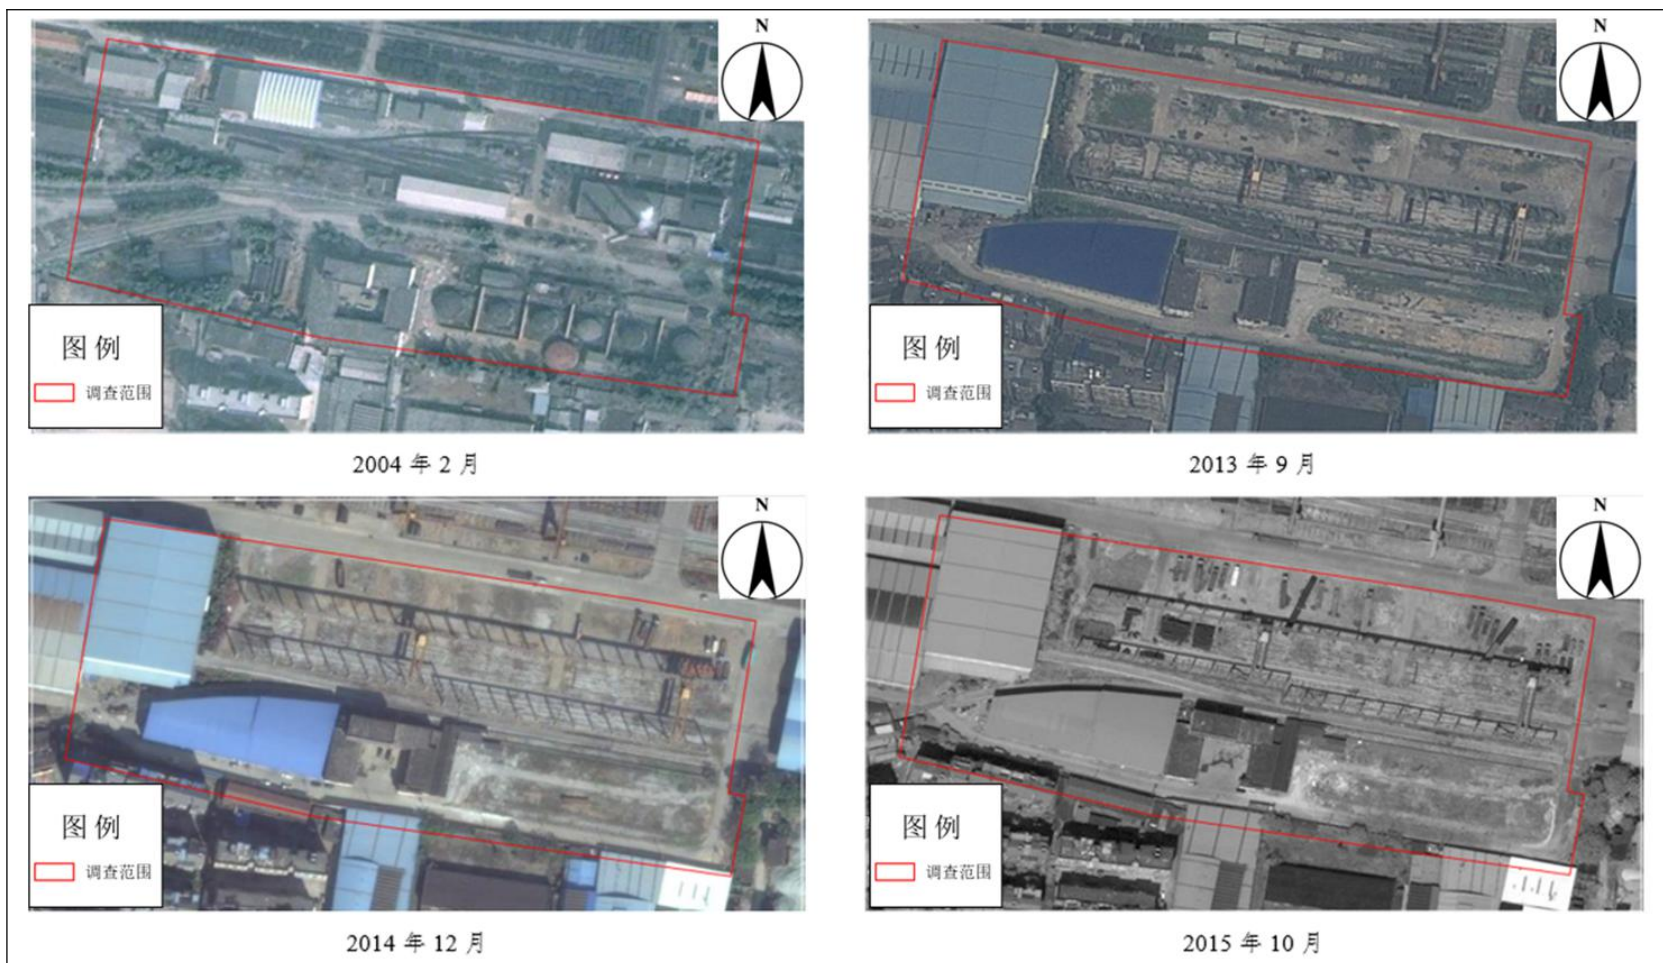 N
图例
调查范围
2004 年 2 月
N
图例
调查范围
2013 年 9 月
N
图例
调查范围
2014 年 12 月
N
图例
调查范围
2015 年 10 月